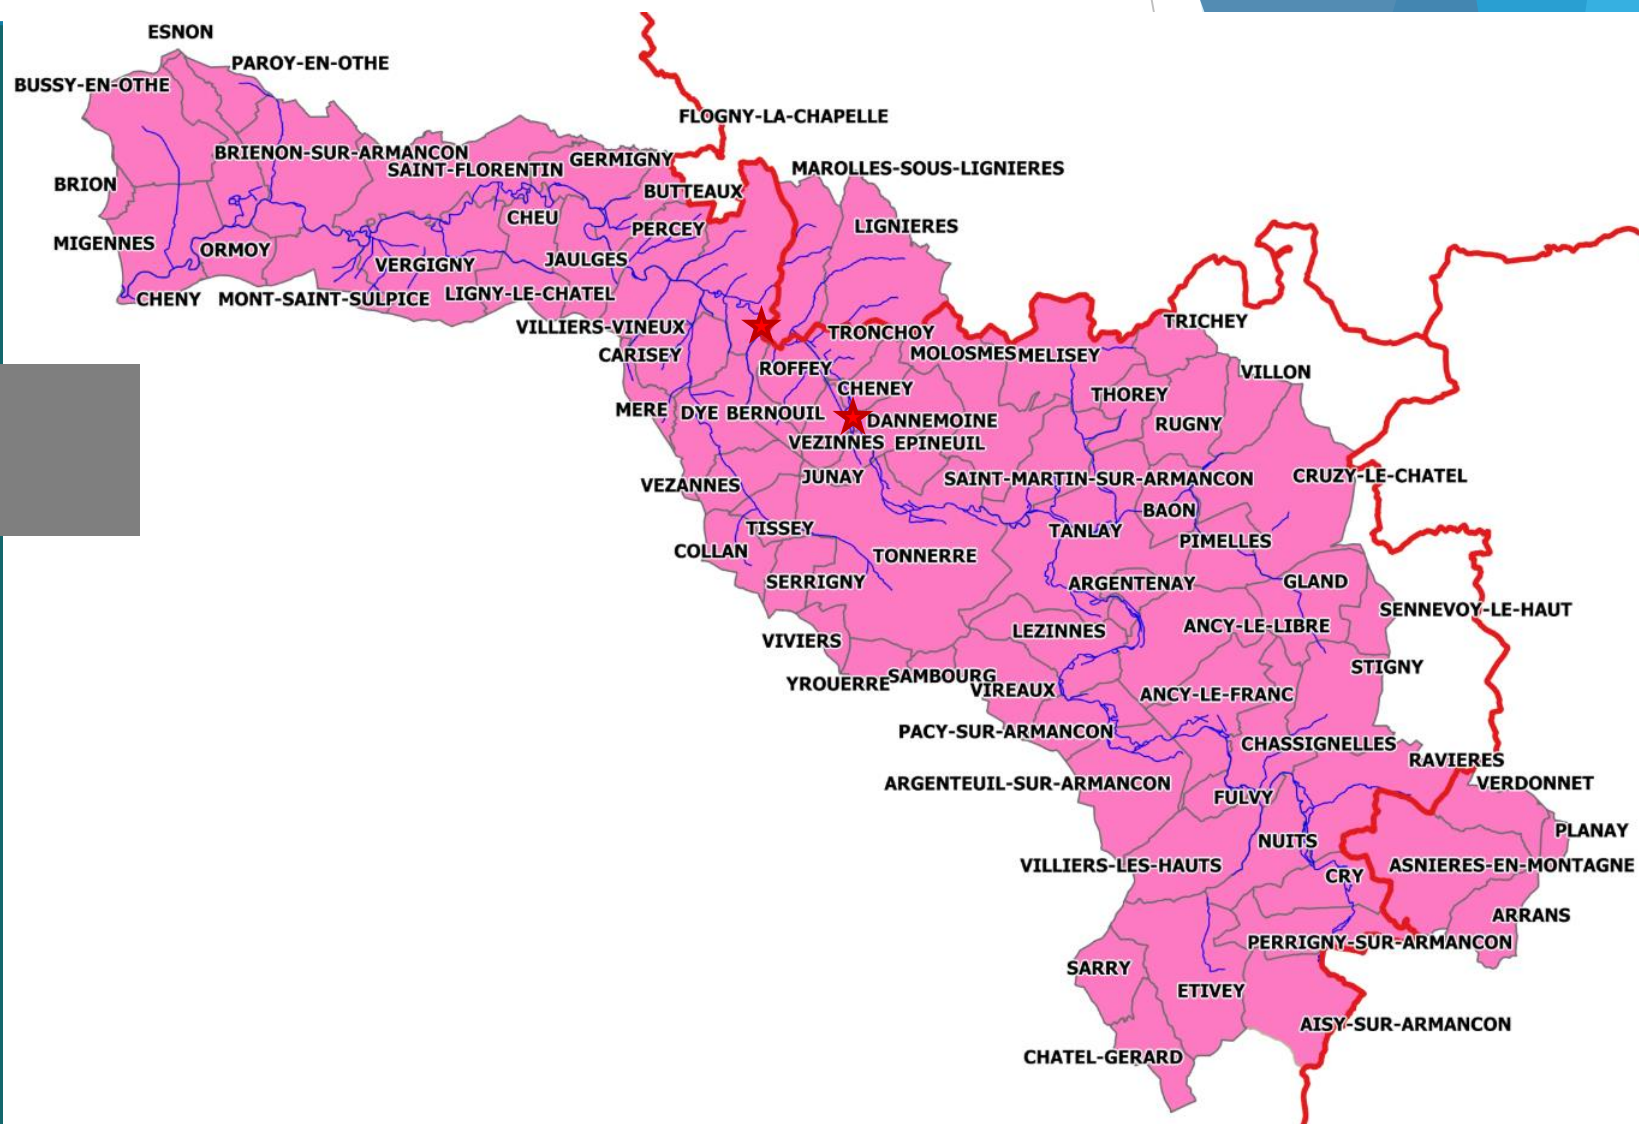 ESNON
PAROY-EN-OTHE
BUSSY-EN-OTHE
FLOGNY-LA-CHAPELLE
BRIENON-SUR-ARMANCON
GERMIGNY
SAINT-FLORENTIN
MAROLLES-SOUS-LIGNIERES
BRION
BUTTEAUX
CHEU
PERCEY
LIGNIERES
MIGENNES
ORMOY
JAULGES
VERGIGNY
CHENY
MONT-SAINT-SULPICE
LIGNY-LE-CHATEL
VILLIERS-VINEUX
TRONCHOY
TRICHEY
CARISEY
MOLOSMES
MELISEY
ROFFEY
VILLON
CHENEY
THOREY
MERE
DYE
BERNOUIL
DANNEMOINE
RUGNY
VEZINNES
EPINEUIL
VEZANNES
JUNAY
SAINT-MARTIN-SUR-ARMANCON
CRUZY-LE-CHATEL
BAON
TISSEY
TANLAY
PIMELLES
COLLAN
TONNERRE
SERRIGNY
ARGENTENAY
GLAND
SENNEVOY-LE-HAUT
VIVIERS
LEZINNES
ANCY-LE-LIBRE
STIGNY
YROUERRE
SAMBOURG
VIREAUX
ANCY-LE-FRANC
PACY-SUR-ARMANCON
CHASSIGNELLES
RAVIERES
ARGENTEUIL-SUR-ARMANCON
VERDONNET
FULVY
PLANAY
NUITS
VILLIERS-LES-HAUTS
CRY
ASNIERES-EN-MONTAGNE
ARRANS
PERRIGNY-SUR-ARMANCON
SARRY
ETIVEY
AISY-SUR-ARMANCON
CHATEL-GERARD